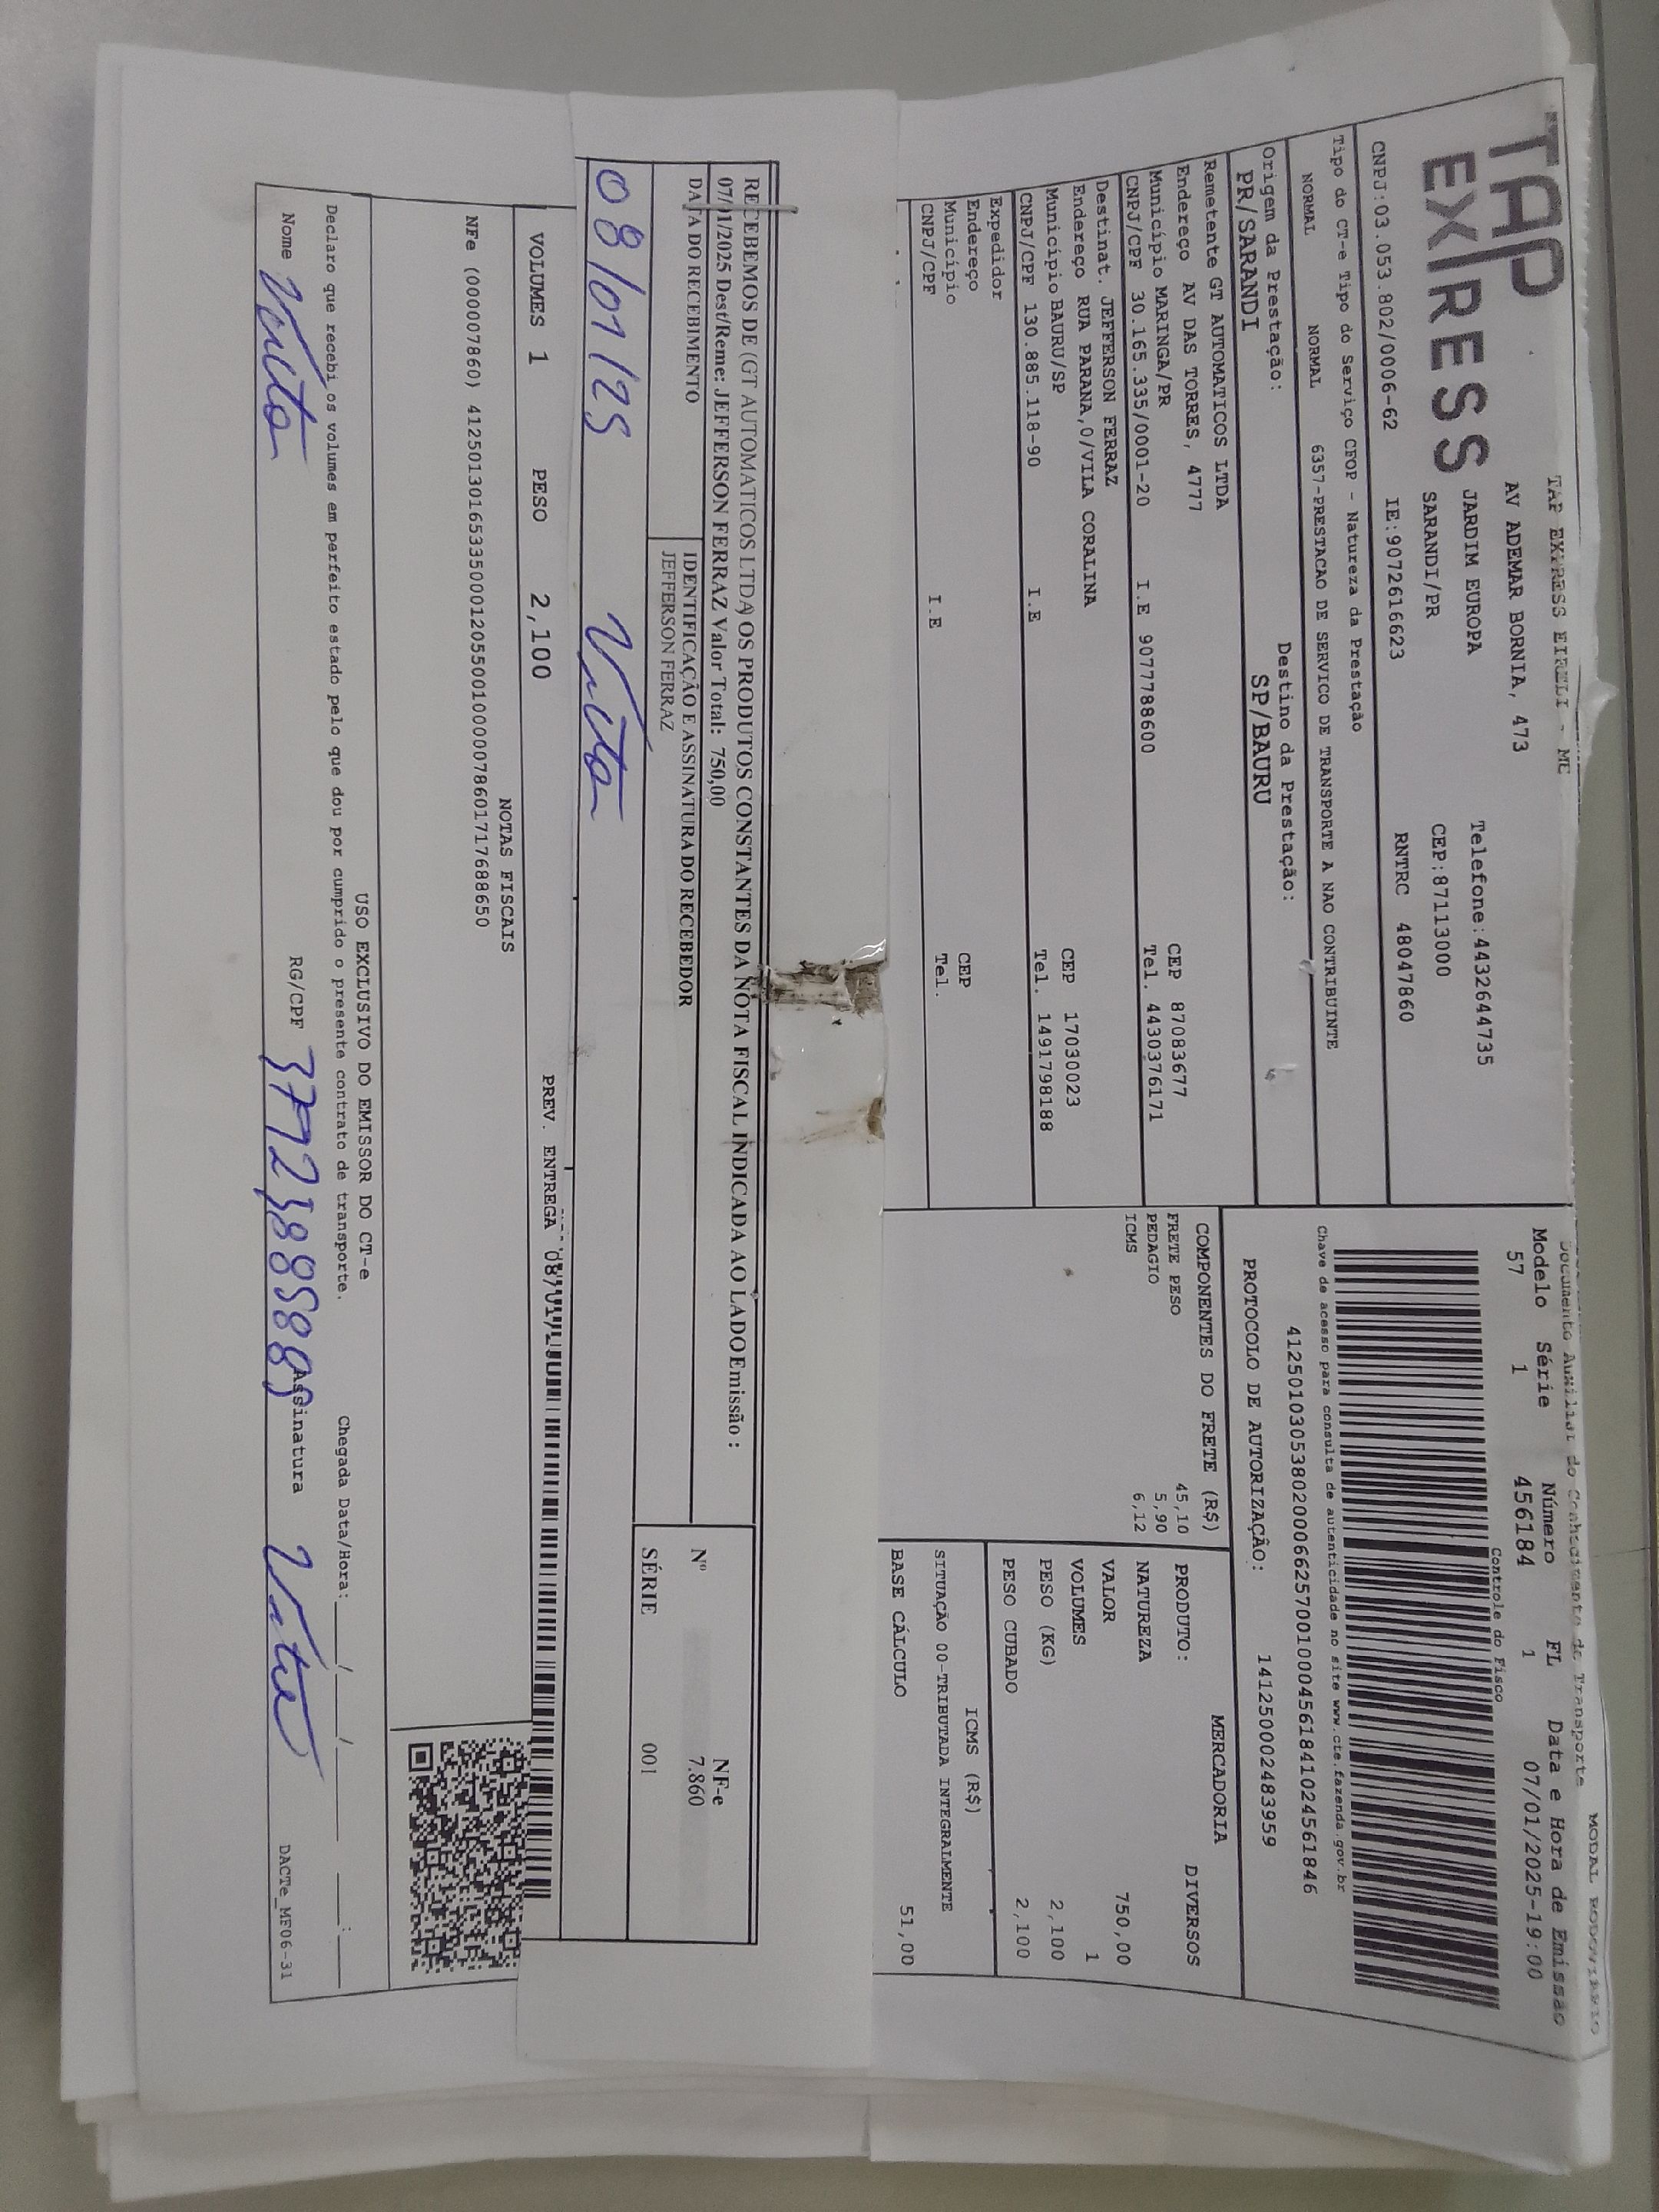 TAP EXPRESS
TAP EXPRESS EIRELI - ME
AV ADEMAR BORNIA, 473
JARDIM EUROPA Telefone:4432644735
SARANDI/PR CEP:87113000
CNPJ:03.053.802/0006-62 IE:9072616623 RNTRC 48047860
Tipo do CT-e Tipo do Serviço CFOP - Natureza da Prestação
NORMAL NORMAL 6357-PRESTACAO DE SERVICO DE TRANSPORTE A NAO CONTRIBUINTE
Origem da Prestação: Destino da Prestação:
PR/SARANDI SP/BAURU
MODAL RODOVIARIO
Documento Auxiliar do Conhecimento de Transporte
Modelo Série Número FL Data e Hora de Emissão
57 1 456184 1 07/01/2025-19:00
Controle do Fisco
Chave de acesso para consulta de autenticidade no site www.cte.fazenda.gov.br
41250103053802000662570010004561841024561846
PROTOCOLO DE AUTORIZAÇÃO: 141250002483959
Remetente GT AUTOMATICOS LTDA
Endereço AV DAS TORRES, 4777
Município MARINGA/PR CEP 87083677
CNPJ/CPF 30.165.335/0001-20 I.E 9077788600 Tel. 4430376171
Destinat. JEFFERSON FERRAZ
Endereço RUA PARANA,0/VILA CORALINA
Município BAURU/SP CEP 17030023
CNPJ/CPF 130.885.118-90 I.E Tel. 1491798188
Expedidor
Endereço
Município CEP
CNPJ/CPF I.E Tel.
COMPONENTES DO FRETE (R$)
FRETE PESO 45,10
PEDAGIO 5,90
ICMS 6,12
MERCADORIA
PRODUTO: DIVERSOS
NATUREZA
VALOR 750,00
VOLUMES 1
PESO (KG) 2,100
PESO CUBADO 2,100
ICMS (R$)
SITUAÇÃO 00-TRIBUTADA INTEGRALMENTE
BASE CÁLCULO 51,00
RECEBEMOS DE (GT AUTOMATICOS LTDA) OS PRODUTOS CONSTANTES DA NOTA FISCAL INDICADA AO LADO Emissão :
07/01/2025 Dest/Reme: JEFFERSON FERRAZ Valor Total: 750,00
DATA DO RECEBIMENTO IDENTIFICAÇÃO E ASSINATURA DO RECEBEDOR
JEFFERSON FERRAZ
08/01/25
NF-e
Nº 7.860
SÉRIE 001
VOLUMES 1 PESO 2,100 PREV. ENTREGA
NOTAS FISCAIS
NFe (000007860) 41250130165335000120550010000078601717688650
USO EXCLUSIVO DO EMISSOR DO CT-e
Declaro que recebi os volumes em perfeito estado pelo que dou por cumprido o presente contrato de transporte. Chegada Data/Hora: ____/____/____ ___:___
Nome RG/CPF Assinatura
DACTe_MF06-31